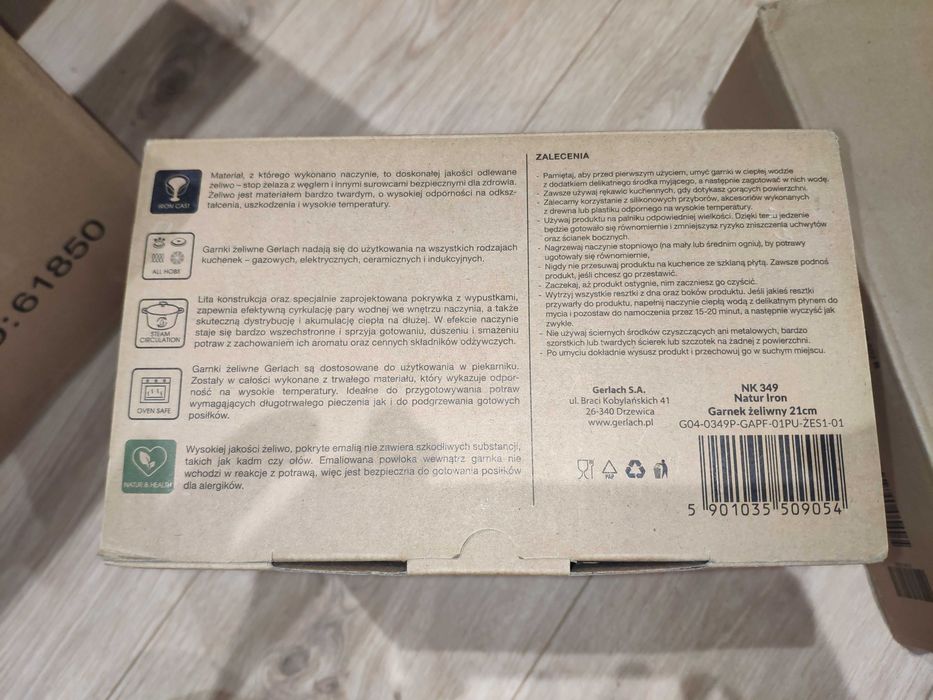 : 61850
IRON CAST
Materiał, z którego wykonano naczynie, to doskonałej jakości odlewane
żeliwo – stop żelaza z węglem i innymi surowcami bezpiecznymi dla zdrowia.
Żeliwo jest materiałem bardzo twardym, o wysokiej odporności na odksz-
tałcenia, uszkodzenia i wysokie temperatury.
ALL HOBS
Garnki żeliwne Gerlach nadają się do użytkowania na wszystkich rodzajach
kuchenek – gazowych, elektrycznych, ceramicznych i indukcyjnych.
STEAM
CIRCULATION
Lita konstrukcja oraz specjalnie zaprojektowana pokrywka z wypustkami,
zapewnia efektywną cyrkulację pary wodnej we wnętrzu naczynia, a także
skuteczną dystrybucję i akumulację ciepła na dłużej. W efekcie naczynie
staje się bardzo wszechstronne i sprzyja gotowaniu, duszeniu i smażeniu
potraw z zachowaniem ich aromatu oraz cennych składników odżywczych.
OVEN SAFE
Garnki żeliwne Gerlach są dostosowane do użytkowania w piekarniku.
Zostały w całości wykonane z trwałego materiału, który wykazuje odpor-
ność na wysokie temperatury. Idealne do przygotowywania potraw
wymagających długotrwałego pieczenia jak i do podgrzewania gotowych
posiłków.
NATUR & HEALTH
Wysokiej jakości żeliwo, pokryte emalią nie zawiera szkodliwych substancji,
takich jak kadm czy ołów. Emaliowana powłoka wewnątrz garnka nie
wchodzi w reakcje z potrawą, więc jest bezpieczna do gotowania posiłków
dla alergików.
ZALECENIA
- Pamiętaj, aby przed pierwszym użyciem, umyć garnki w ciepłej wodzie
z dodatkiem delikatnego środka myjącego, a następnie zagotować w nich wodę.
- Zawsze używaj rękawic kuchennych, gdy dotykasz gorących powierzchni.
- Zalecamy korzystanie z silikonowych przyborów, akcesoriów wykonanych
z drewna lub plastiku odpornego na wysokie temperatury.
- Używaj produktu na palniku odpowiedniej wielkości. Dzięki temu jedzenie
będzie gotowało się równomiernie i zmniejszysz ryzyko zniszczenia uchwytów
oraz ścianek bocznych.
- Nagrzewaj naczynie stopniowo (na mały lub średnim ogniu), by potrawy
ugotowały się równomiernie,
- Nigdy nie przesuwaj produktu na kuchence ze szklaną płytą. Zawsze podnoś
produkt, jeśli chcesz go przestawić.
- Zaczekaj, aż produkt ostygnie, nim zaczniesz go czyścić.
- Wytrzyj wszystkie resztki z dna oraz boków produktu. Jeśli jakieś resztki
przywarły do produktu, napełnij naczynie ciepłą wodą z delikatnym płynem do
mycia i pozostaw do namoczenia przez 15-20 minut, a następnie wyczyść jak
zwykle.
- Nie używaj ściernych środków czyszczących ani metalowych, bardzo
szorstkich lub twardych ścierek lub szczotek na żadnej z powierzchni.
- Po umyciu dokładnie wysusz produkt i przechowuj go w suchym miejscu.
Gerlach S.A.
ul. Braci Kobylańskich 41
26-340 Drzewica
www.gerlach.pl
PAP
NK 349
Natur Iron
Garnek żeliwny 21cm
G04-0349P-GAPF-01PU-ZES1-01
5 901035 509054